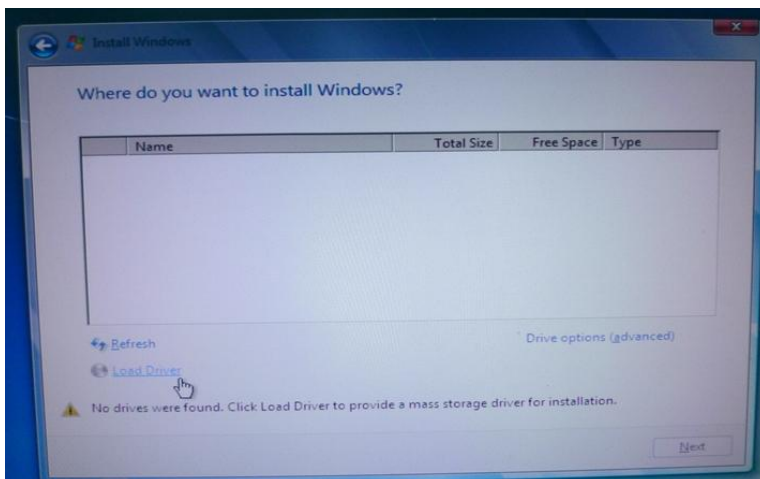 Install Windows
Where do you want to install Windows?
Name Total Size Free Space Type
Refresh Drive options (advanced)
Load Driver
No drives were found. Click Load Driver to provide a mass storage driver for installation.
Next